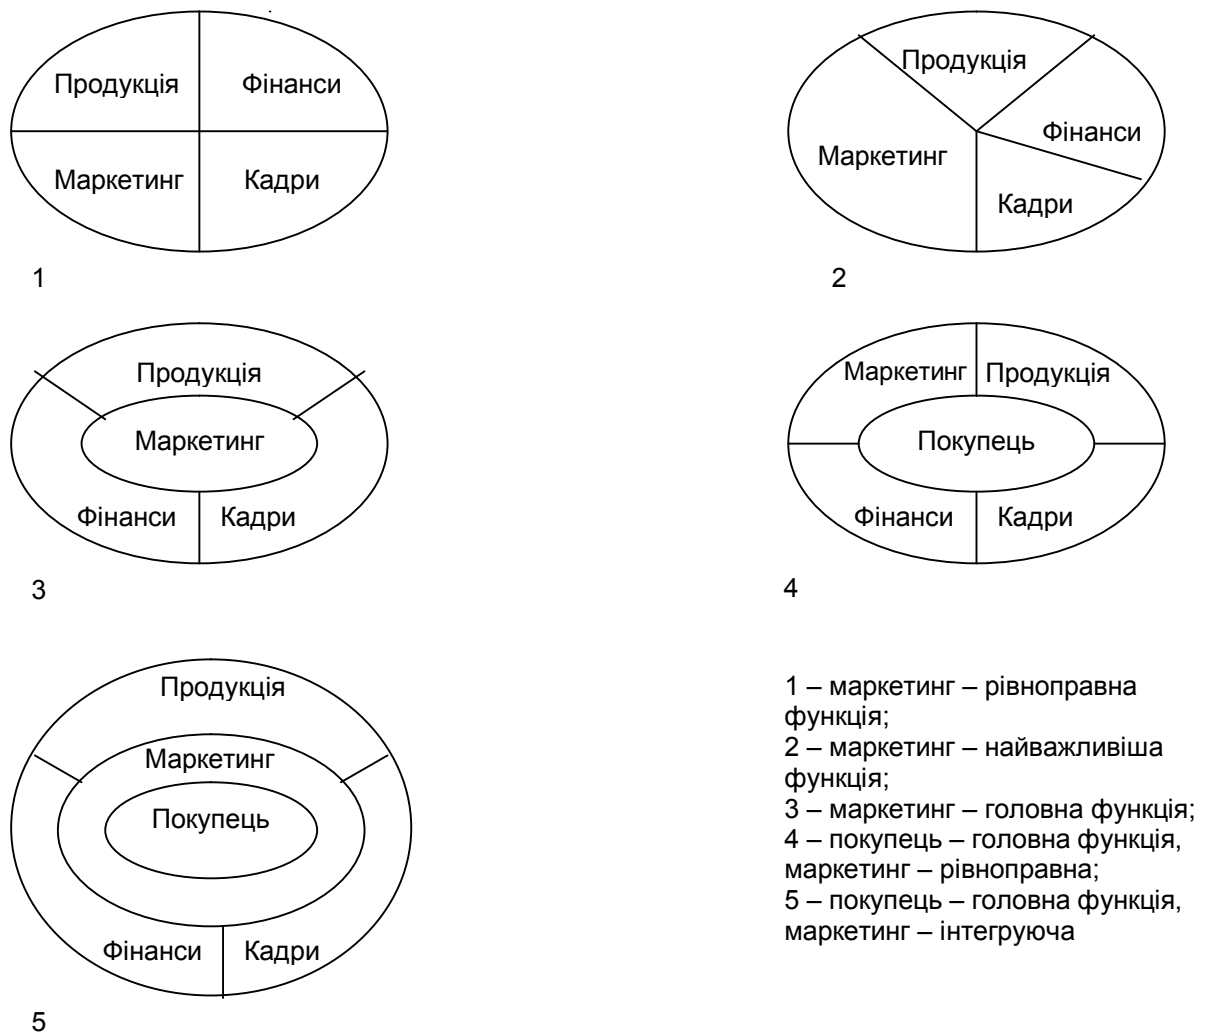 Продукція Фінанси
Маркетинг Кадри
1
Продукція
Фінанси
Маркетинг
Кадри
2
Продукція
Маркетинг
Фінанси Кадри
3
Маркетинг Продукція
Покупець
Фінанси Кадри
4
Продукція
Маркетинг
Покупець
Фінанси Кадри
5
1 – маркетинг – рівноправна
функція;
2 – маркетинг – найважливіша
функція;
3 – маркетинг – головна функція;
4 – покупець – головна функція,
маркетинг – рівноправна;
5 – покупець – головна функція,
маркетинг – інтегруюча